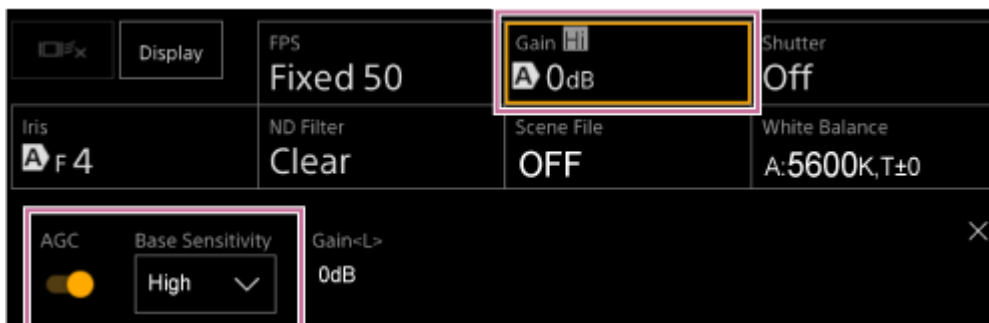 Display
FPS
Fixed 50
Gain Hi
A 0dB
Shutter
Off
Iris
A F4
ND Filter
Clear
Scene File
OFF
White Balance
A:5600K,T±0
AGC
Base Sensitivity
High
Gain<L>
0dB